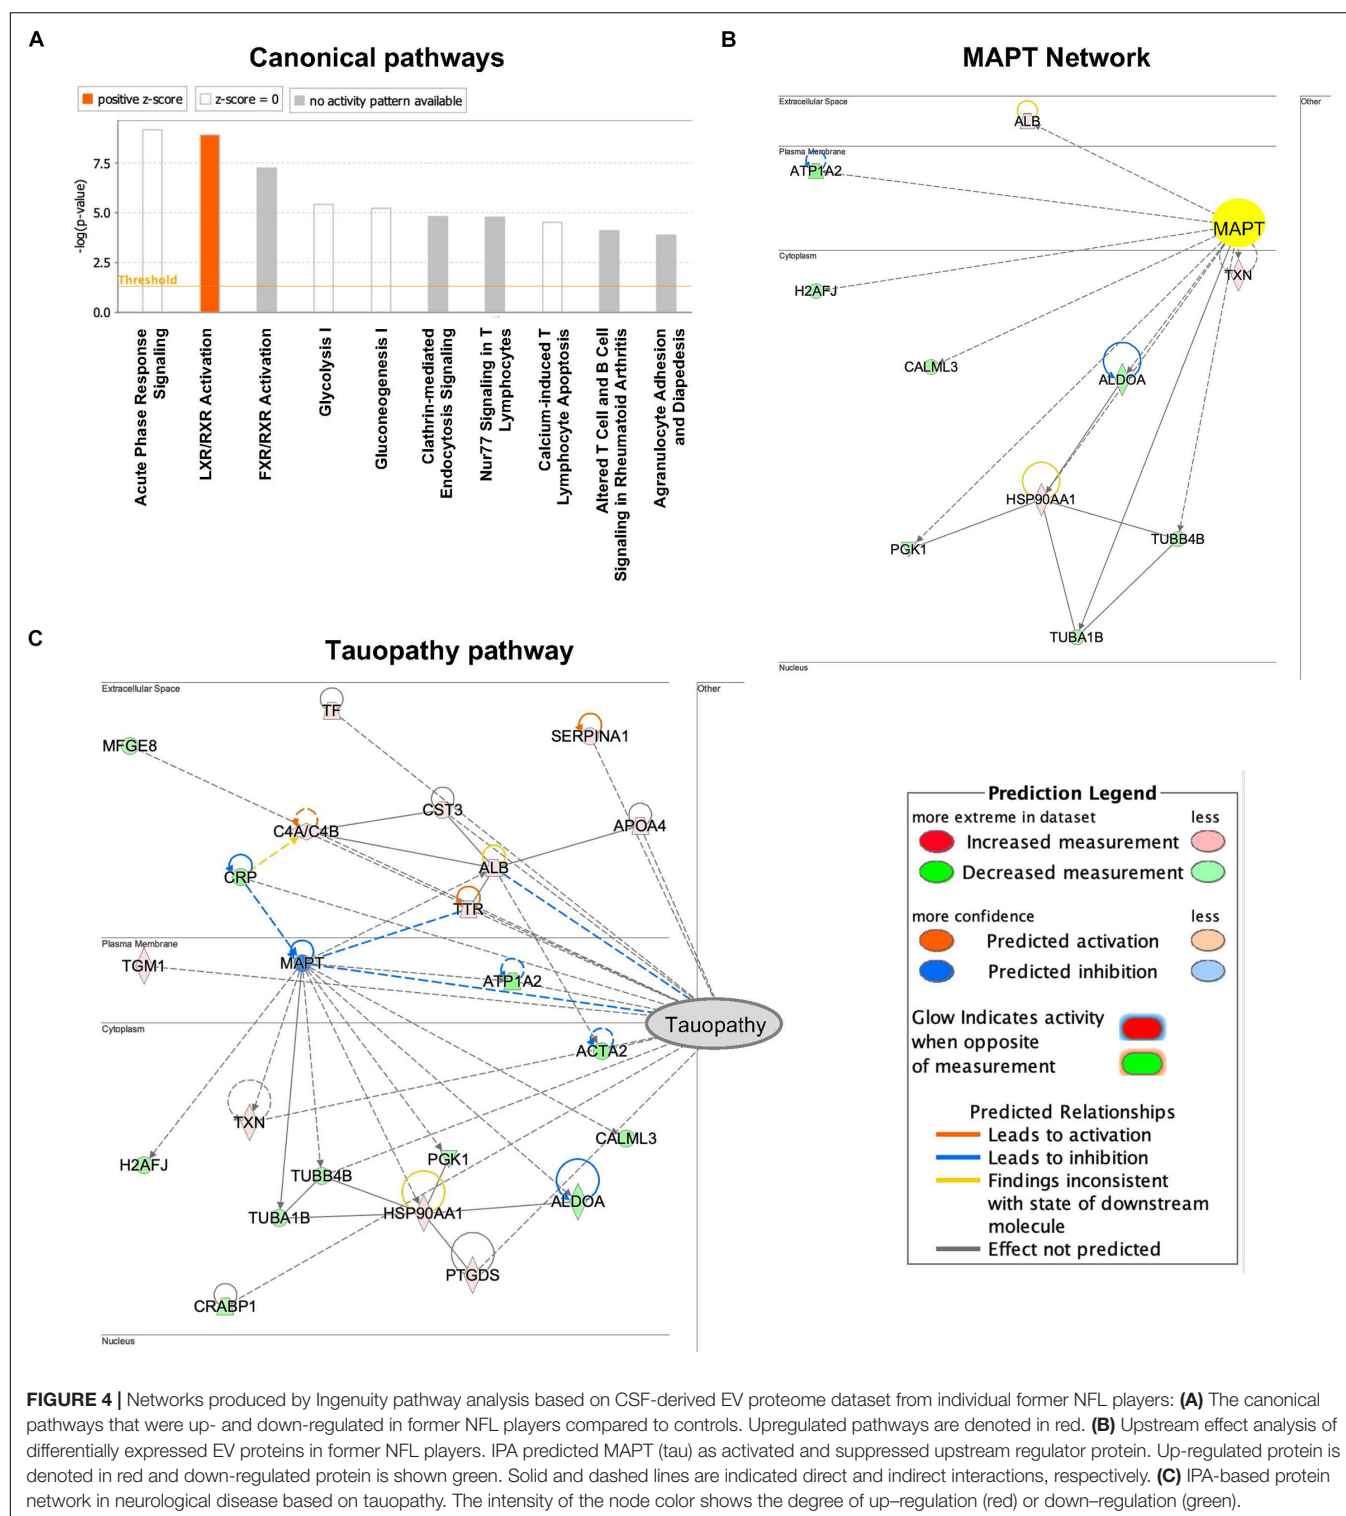 A
Canonical pathways
positive z-score
z-score = 0
no activity pattern available
-log(p-value)
7.5
5.0
2.5
0.0
Threshold
Acute Phase Response
Signaling
LXR/RXR Activation
FXR/RXR Activation
Glycolysis I
Gluconeogenesis I
Clathrin-mediated
Endocytosis Signaling
Nur77 Signaling in T
Lymphocytes
Calcium-induced T
Lymphocyte Apoptosis
Altered T Cell and B Cell
Signaling in Rheumatoid Arthritis
Agranulocyte Adhesion
and Diapedesis
B
MAPT Network
Extracellular Space
Other
ALB
Plasma Membrane
ATP1A2
MAPT
Cytoplasm
TXN
H2AFJ
CALML3
ALDOA
HSP90AA1
PGK1
TUBB4B
TUBA1B
Nucleus
C
Tauopathy pathway
Extracellular Space
Other
TF
SERPINA1
MFGE8
CST3
C4A/C4B
APOA4
ALB
CRP
TTR
Plasma Membrane
TGM1
MAPT
ATP1A2
Cytoplasm
Tauopathy
ACTA2
TXN
CALML3
H2AFJ
PGK1
TUBB4B
ALDOA
TUBA1B
HSP90AA1
PTGDS
CRABP1
Nucleus
Prediction Legend
more extreme in dataset less
Increased measurement
Decreased measurement
more confidence less
Predicted activation
Predicted inhibition
Glow Indicates activity
when opposite
of measurement
Predicted Relationships
Leads to activation
Leads to inhibition
Findings inconsistent
with state of downstream
molecule
Effect not predicted
FIGURE 4 | Networks produced by Ingenuity pathway analysis based on CSF-derived EV proteome dataset from individual former NFL players: (A) The canonical
pathways that were up- and down-regulated in former NFL players compared to controls. Upregulated pathways are denoted in red. (B) Upstream effect analysis of
differentially expressed EV proteins in former NFL players. IPA predicted MAPT (tau) as activated and suppressed upstream regulator protein. Up-regulated protein is
denoted in red and down-regulated protein is shown green. Solid and dashed lines are indicated direct and indirect interactions, respectively. (C) IPA-based protein
network in neurological disease based on tauopathy. The intensity of the node color shows the degree of up–regulation (red) or down–regulation (green).